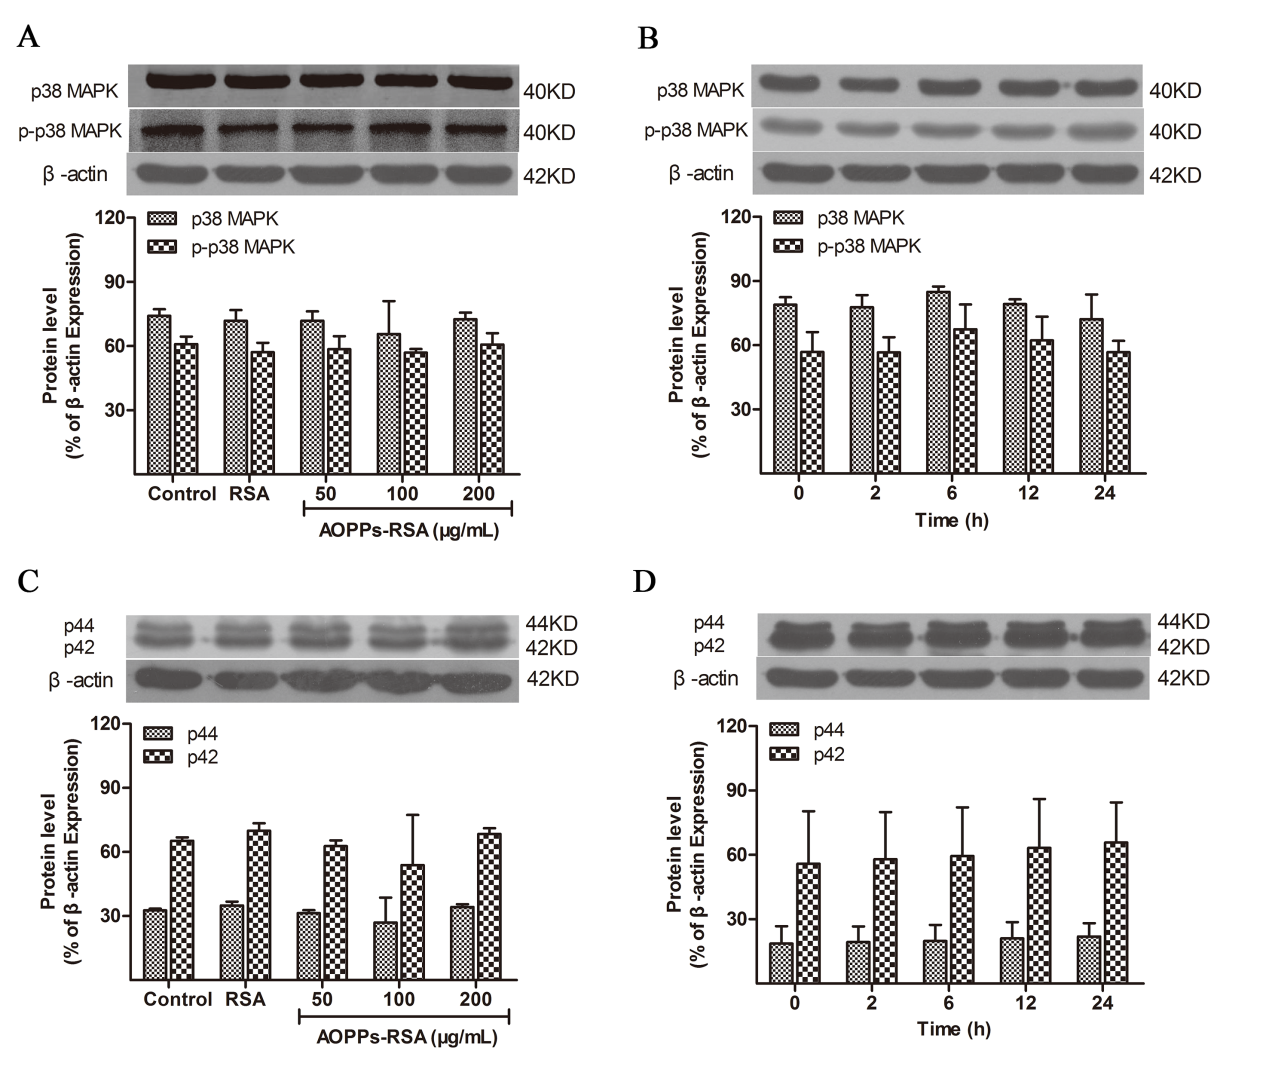 A
p38 MAPK 40KD
p-p38 MAPK 40KD
β -actin 42KD
120
90
60
30
Protein level
(% of β -actin Expression)
p38 MAPK
p-p38 MAPK
Control RSA 50 100 200
AOPPs-RSA (µg/mL)
B
p38 MAPK 40KD
p-p38 MAPK 40KD
β -actin 42KD
120
90
60
30
Protein level
(% of β -actin Expression)
p38 MAPK
p-p38 MAPK
0 2 6 12 24
Time (h)
C
p44 44KD
p42 42KD
β -actin 42KD
120
90
60
30
Protein level
(% of β -actin Expression)
p44
p42
Control RSA 50 100 200
AOPPs-RSA (µg/mL)
D
p44 44KD
p42 42KD
β -actin 42KD
120
90
60
30
Protein level
(% of β -actin Expression)
p44
p42
0 2 6 12 24
Time (h)